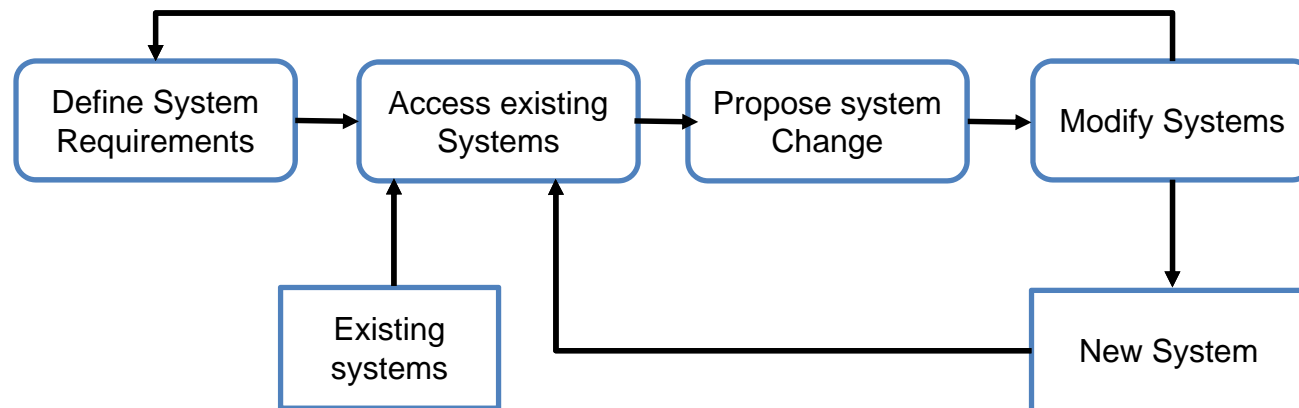 Define System
Requirements
Access existing
Systems
Propose system
Change
Modify Systems
Existing
systems
New System